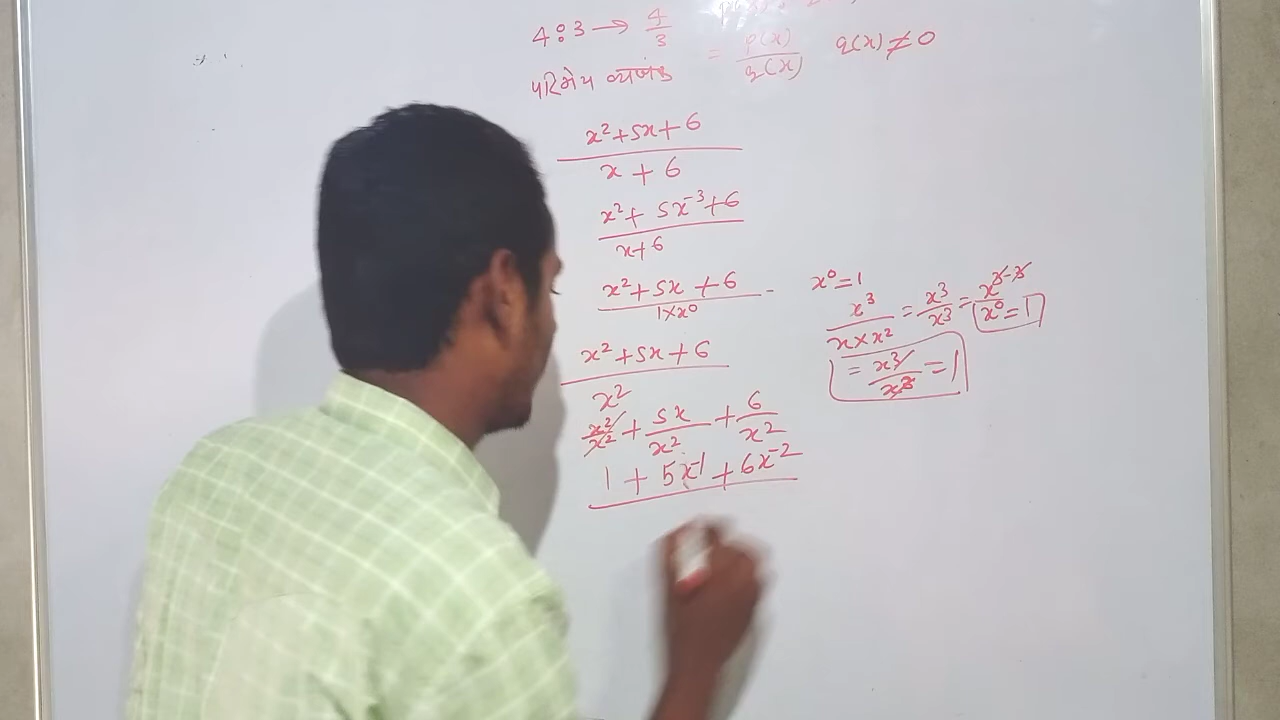 4:3 → 4/3
परिमेय व्यंजक = p(x)/q(x) q(x) ≠ 0
x²+5x+6
x + 6
x² + 5x⁻³+6
x+6
x²+5x+6
1×x⁰
x²+5x+6
x²
x²/x² + 5x/x² + 6/x²
1 + 5x⁻¹ + 6x⁻²
x⁰=1
x³/x×x² = x³/x³ = x³⁻³
x⁰ = 1
= x³/x³ = 1